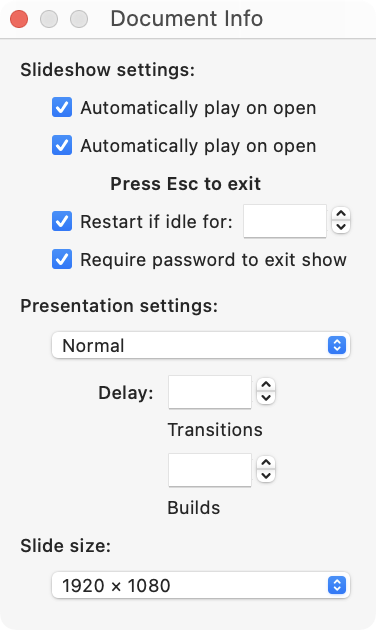 Document Info
Slideshow settings:
Automatically play on open
Automatically play on open
Press Esc to exit
Restart if idle for:
Require password to exit show
Presentation settings:
Normal
Delay:
Transitions
Builds
Slide size:
1920 × 1080